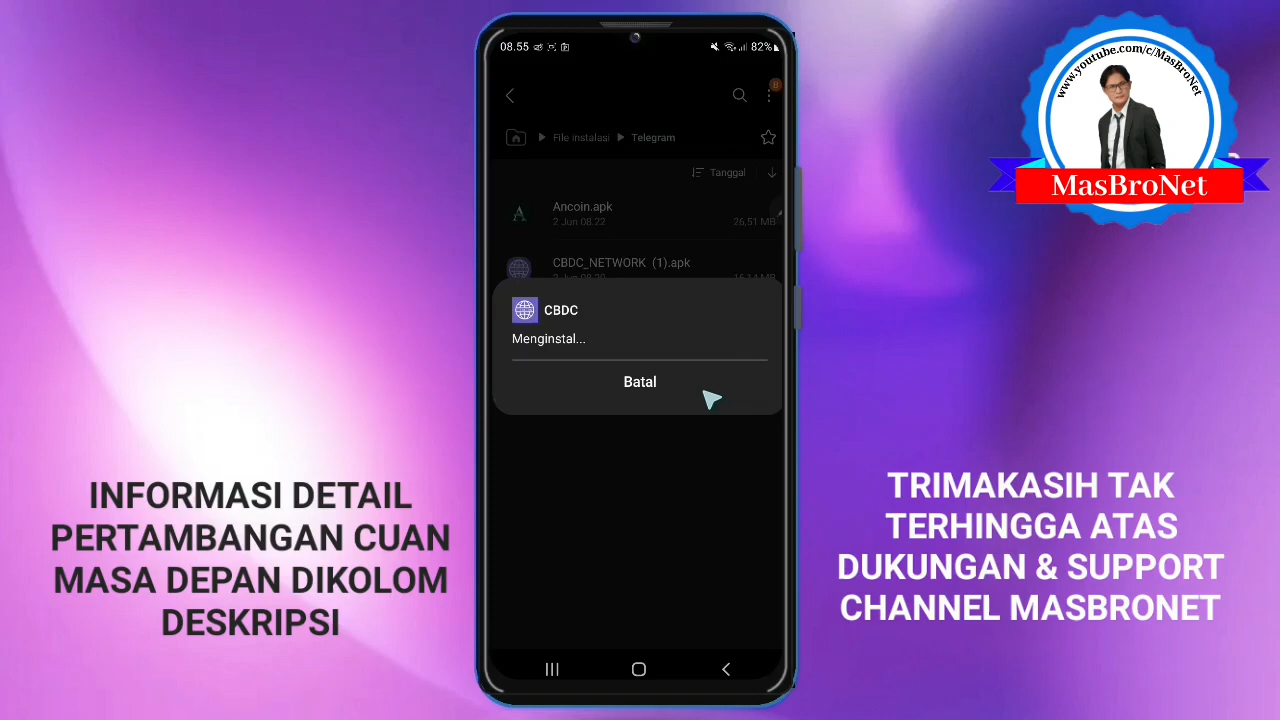 08.55
82%
File instalasi
Telegram
Tanggal
Ancoin.apk
2 Jun 08.22
26,51 MB
CBDC_NETWORK (1).apk
CBDC
Menginstal...
Batal
www.youtube.com/c/MasBroNet
MasBroNet
INFORMASI DETAIL
PERTAMBANGAN CUAN
MASA DEPAN DIKOLOM
DESKRIPSI
TRIMAKASIH TAK
TERHINGGA ATAS
DUKUNGAN & SUPPORT
CHANNEL MASBRONET